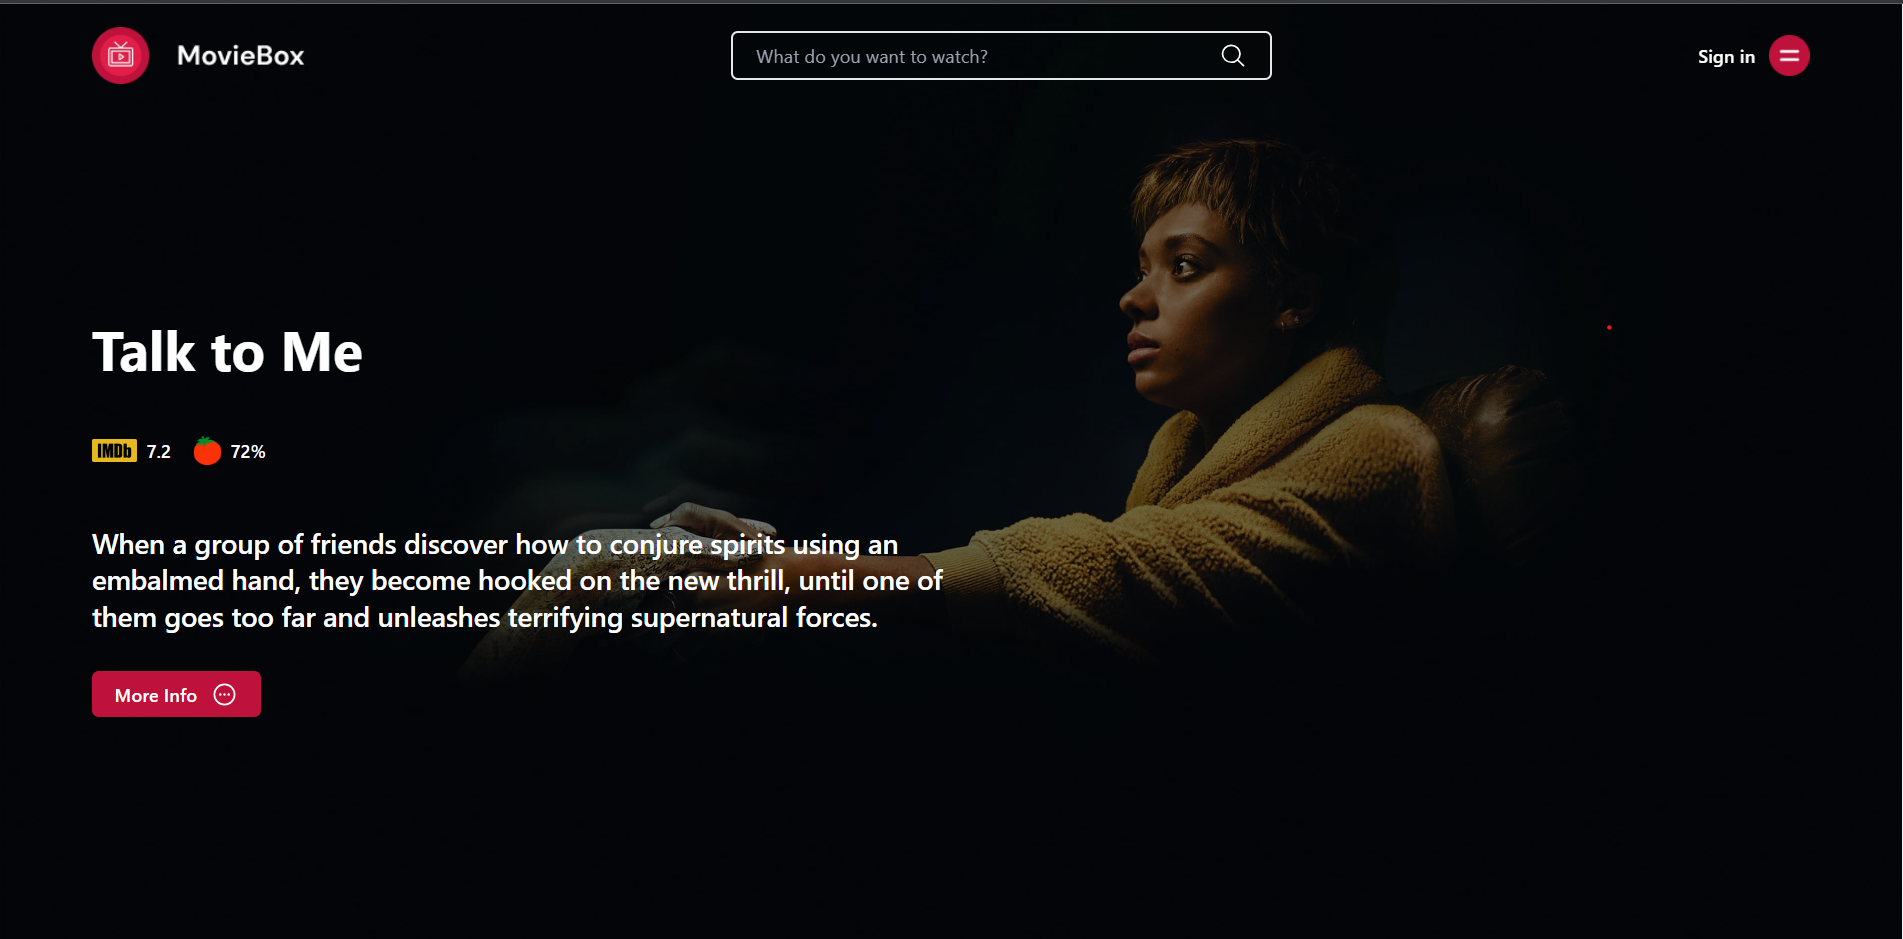 MovieBox
What do you want to watch?
Sign in
Talk to Me
IMDb 7.2 72%
When a group of friends discover how to conjure spirits using an
embalmed hand, they become hooked on the new thrill, until one of
them goes too far and unleashes terrifying supernatural forces.
More Info